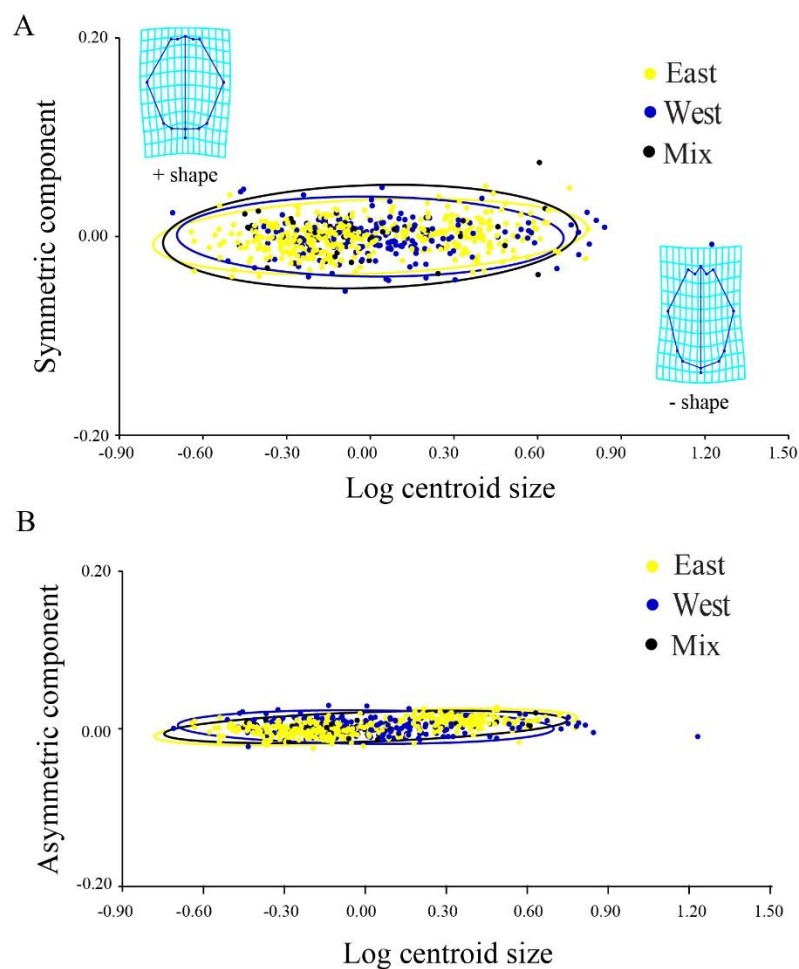 A
0.20
East
West
Mix
+ shape
Symmetric component
0.00
- shape
-0.20
-0.90 -0.60 -0.30 0.00 0.30 0.60 0.90 1.20 1.50
Log centroid size
B
0.20
East
West
Mix
Asymmetric component
0.00
-0.20
-0.90 -0.60 -0.30 0.00 0.30 0.60 0.90 1.20 1.50
Log centroid size